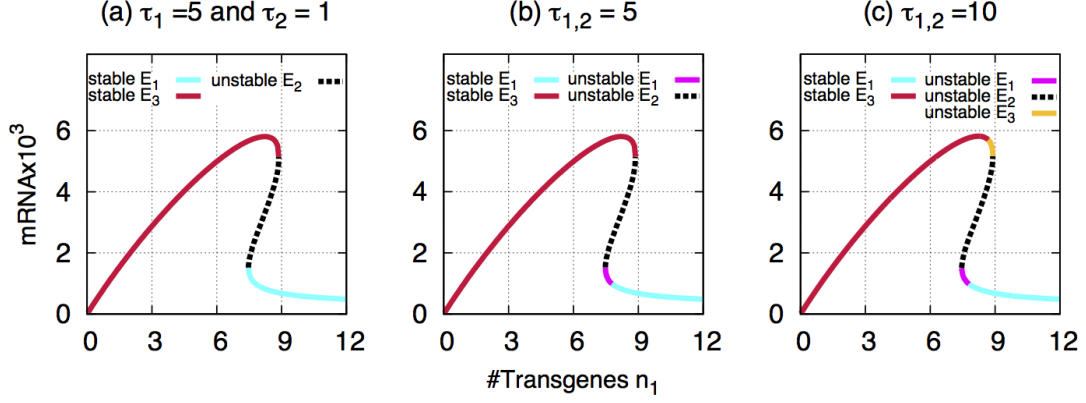 (a) τ1 =5 and τ2 = 1
(b) τ1,2 = 5
(c) τ1,2 =10
mRNAx10^3
stable E1
unstable E2
stable E3
6
4
2
0
0 3 6 9 12
stable E1
unstable E1
stable E3
unstable E2
6
4
2
0
0 3 6 9 12
stable E1
unstable E1
stable E3
unstable E2
unstable E3
6
4
2
0
0 3 6 9 12
#Transgenes n1